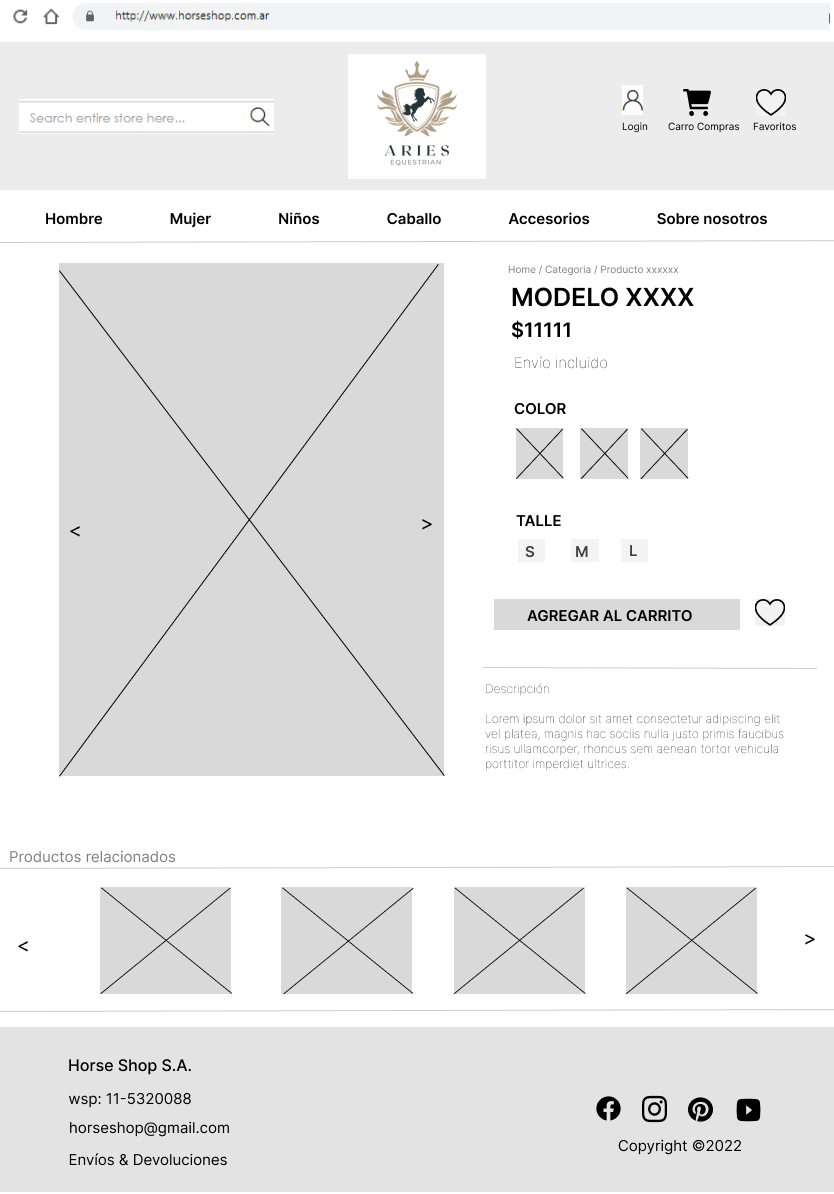 http://www.horseshop.com.ar
Search entire store here...
ARIES
EQUESTRIAN
Login
Carro Compras
Favoritos
Hombre
Mujer
Niños
Caballo
Accesorios
Sobre nosotros
Home / Categoria / Producto xxxxxx
MODELO XXXX
$11111
Envío incluido
COLOR
<
>
TALLE
S
M
L
AGREGAR AL CARRITO
Descripción
Lorem ipsum dolor sit amet consectetur adipiscing elit
vel platea, magnis hac sociis nulla justo primis faucibus
risus ullamcorper, rhoncus sem aenean tortor vehicula
porttitor imperdiet ultrices.
Productos relacionados
<
>
Horse Shop S.A.
wsp: 11-5320088
horseshop@gmail.com
Envíos & Devoluciones
Copyright ©2022